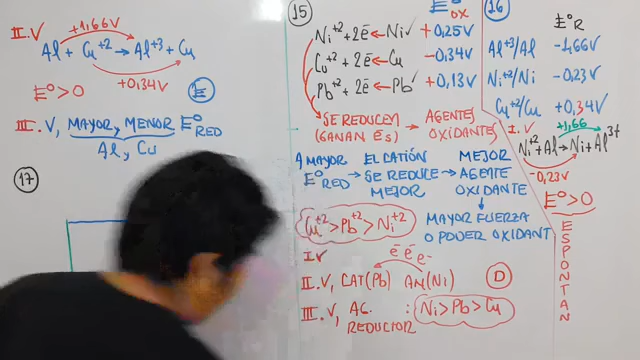 II. V +1,66V
Al + Cu+2 → Al+3 + Cu
+0,34V
E°>0
E
III. V, MAYOR, MENOR E°RED
Al, Cu
17
15
E°OX
Ni+2 + 2ē ← Ni ✓ +0,25V
Cu+2 + 2ē ← Cu -0,34V
Pb+2 + 2ē ← Pb ✓ +0,13V
SE REDUCEN → AGENTES
(GANAN ēs) OXIDANTES
A MAYOR EL CATIÓN MEJOR
E°RED → SE REDUCE → AGENTE
MEJOR OXIDANTE
↓
Cu+2 > Pb+2 > Ni+2
MAYOR FUERZA
O PODER OXIDANT
I. V
ē ē e-
II. V, CAT(Pb) AN(Ni)
D
III. V, AG. : Ni > Pb > Cu
REDUCTOR
16
E°R
Al+3/Al -1,66V
Ni+2/Ni -0,23V
Cu+2/Cu +0,34V
I. V +1,66
Ni+2 + Al → Ni + Al3+
-0,23V
E°>0
ESPONTAN